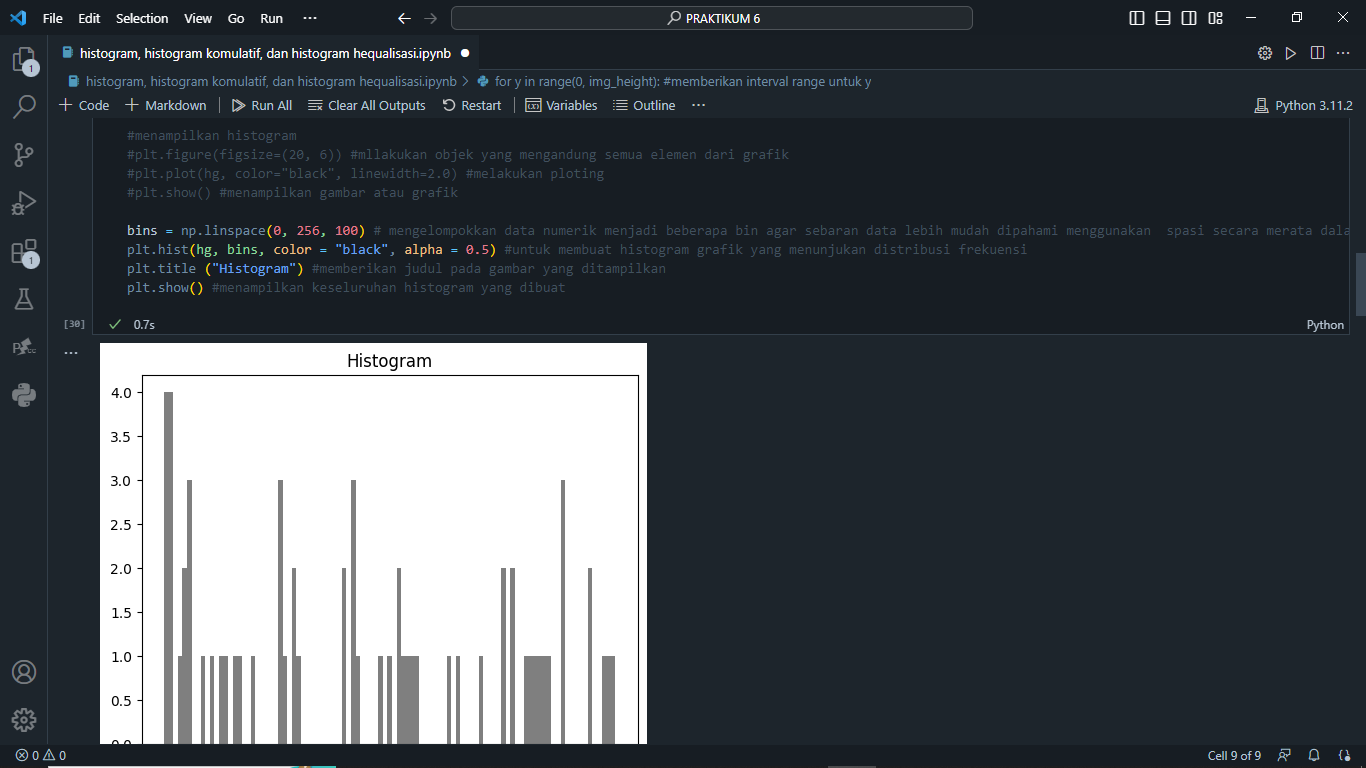 File Edit Selection View Go Run ··· PRAKTIKUM 6
histogram, histogram komulatif, dan histogram hequalisasi.ipynb
histogram, histogram komulatif, dan histogram hequalisasi.ipynb > for y in range(0, img_height): #memberikan interval range untuk y
+ Code + Markdown Run All Clear All Outputs Restart Variables Outline ··· Python 3.11.2
#menampilkan histogram
#plt.figure(figsize=(20, 6)) #mllakukan objek yang mengandung semua elemen dari grafik
#plt.plot(hg, color="black", linewidth=2.0) #melakukan ploting
#plt.show() #menampilkan gambar atau grafik
bins = np.linspace(0, 256, 100) # mengelompokkan data numerik menjadi beberapa bin agar sebaran data lebih mudah dipahami menggunakan  spasi secara merata dala
plt.hist(hg, bins, color = "black", alpha = 0.5) #untuk membuat histogram grafik yang menunjukan distribusi frekuensi
plt.title ("Histogram") #memberikan judul pada gambar yang ditampilkan
plt.show() #menampilkan keseluruhan histogram yang dibuat
[30] 0.7s Python
Histogram
4.0
3.5
3.0
2.5
2.0
1.5
1.0
0.5
0.0
1
1
0 0
Cell 9 of 9